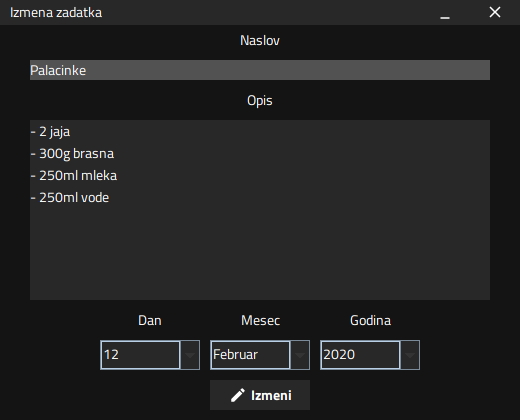 Izmena zadatka
Naslov
Palacinke
Opis
- 2 jaja
- 300g brasna
- 250ml mleka
- 250ml vode
Dan Mesec Godina
12 Februar 2020
Izmeni